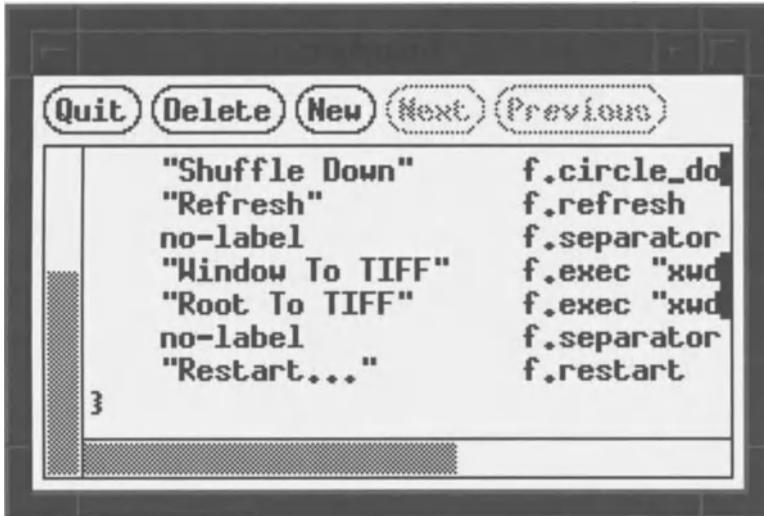 Quit Delete New Next Previous
"Shuffle Down" f.circle_do
"Refresh" f.refresh
no-label f.separator
"Window To TIFF" f.exec "xwd
"Root To TIFF" f.exec "xwd
no-label f.separator
"Restart..." f.restart
}